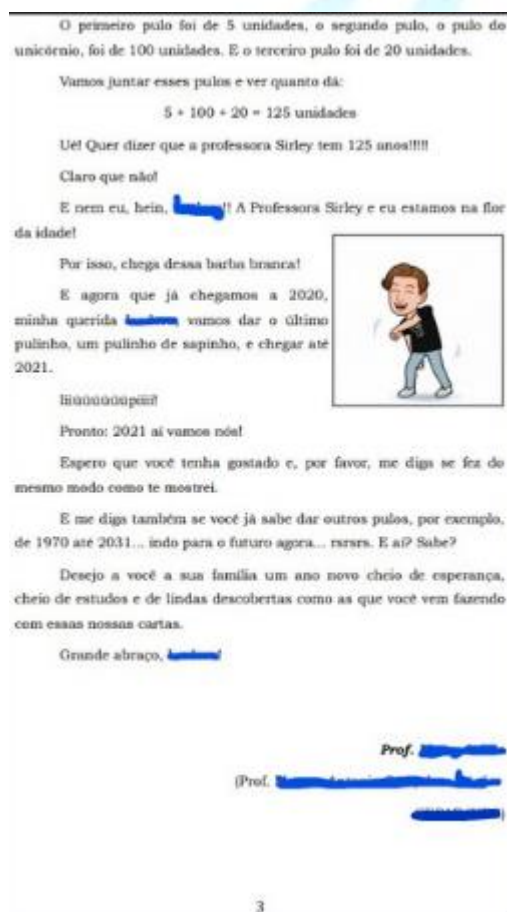 O primeiro pulo foi de 5 unidades, o segundo pulo, o pulo do
unicórnio, foi de 100 unidades. E o terceiro pulo foi de 20 unidades.
Vamos juntar esses pulos e ver quanto dá:
5 + 100 + 20 = 125 unidades
Ué! Quer dizer que a professora Sirley tem 125 anos!!!!!
Claro que não!
E nem eu, hein, !! A Professora Sirley e eu estamos na flor
da idade!
Por isso, chega dessa barba branca!
E agora que já chegamos a 2020,
minha querida vamos dar o último
pulinho, um pulinho de sapinho, e chegar até
2021.
Pronto: 2021 aí vamos nós!
Espero que você tenha gostado e, por favor, me diga se fez do
mesmo modo como te mostrei.
E me diga também se você já sabe dar outros pulos, por exemplo,
de 1970 até 2031... indo para o futuro agora... rsrsrs. E aí? Sabe?
Desejo a você a sua família um ano novo cheio de esperança,
cheio de estudos e de lindas descobertas como as que você vem fazendo
com essas nossas cartas.
Grande abraço, !
Prof.
(Prof.
)
3